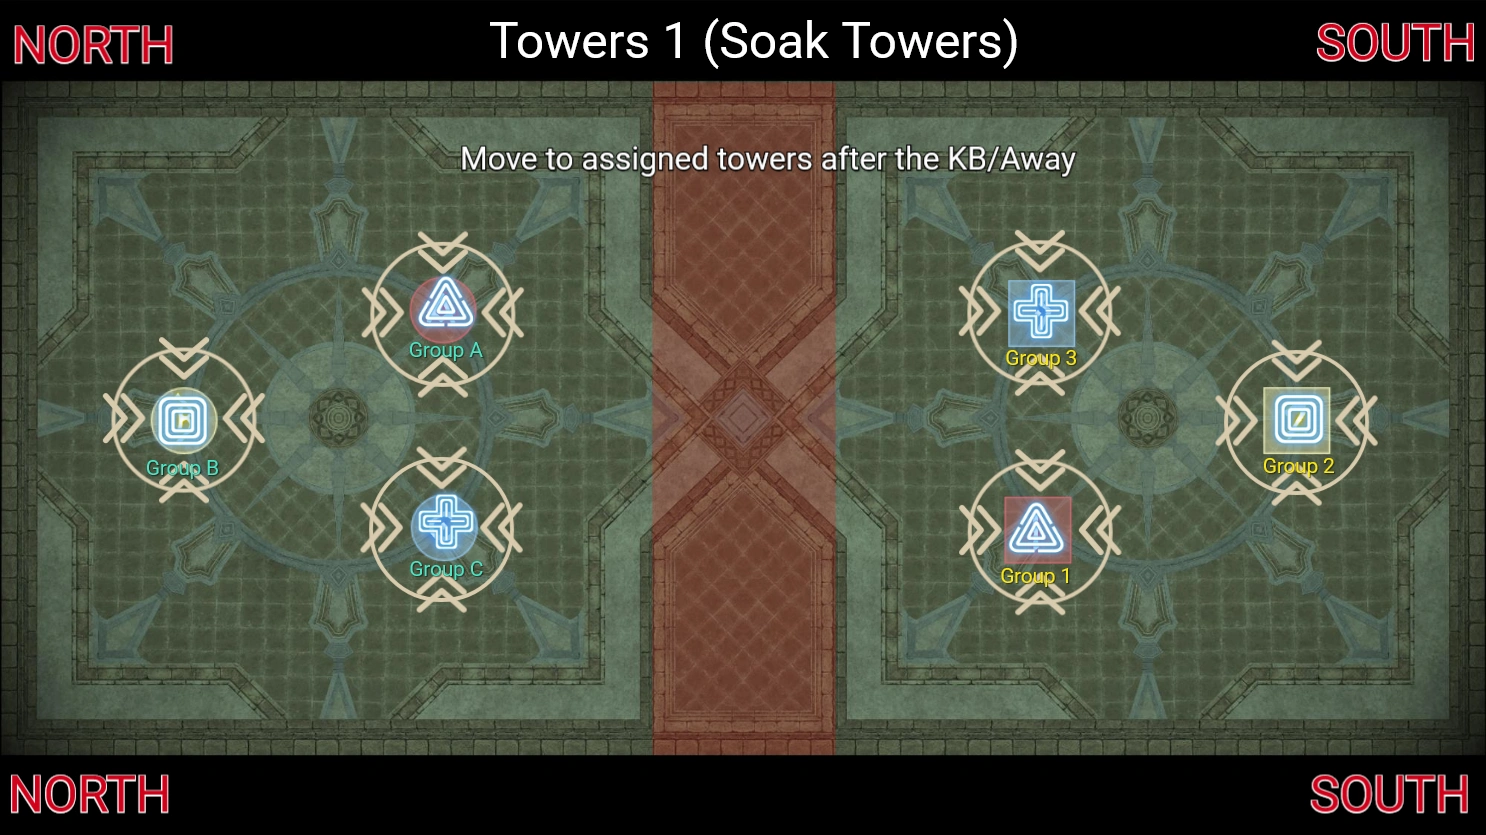 NORTH
Towers 1 (Soak Towers)
SOUTH
Move to assigned towers after the KB/Away
Group A
Group B
Group C
Group 3
Group 2
Group 1
NORTH
SOUTH